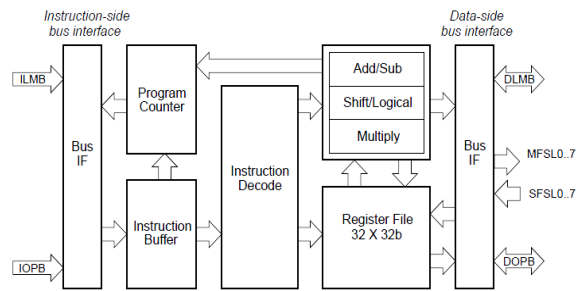 Instruction-side
bus interface
Data-side
bus interface
ILMB
Bus
IF
IOPB
Program
Counter
Instruction
Buffer
Instruction
Decode
Add/Sub
Shift/Logical
Multiply
Register File
32 X 32b
Bus
IF
DLMB
MFSL0..7
SFSL0..7
DOPB